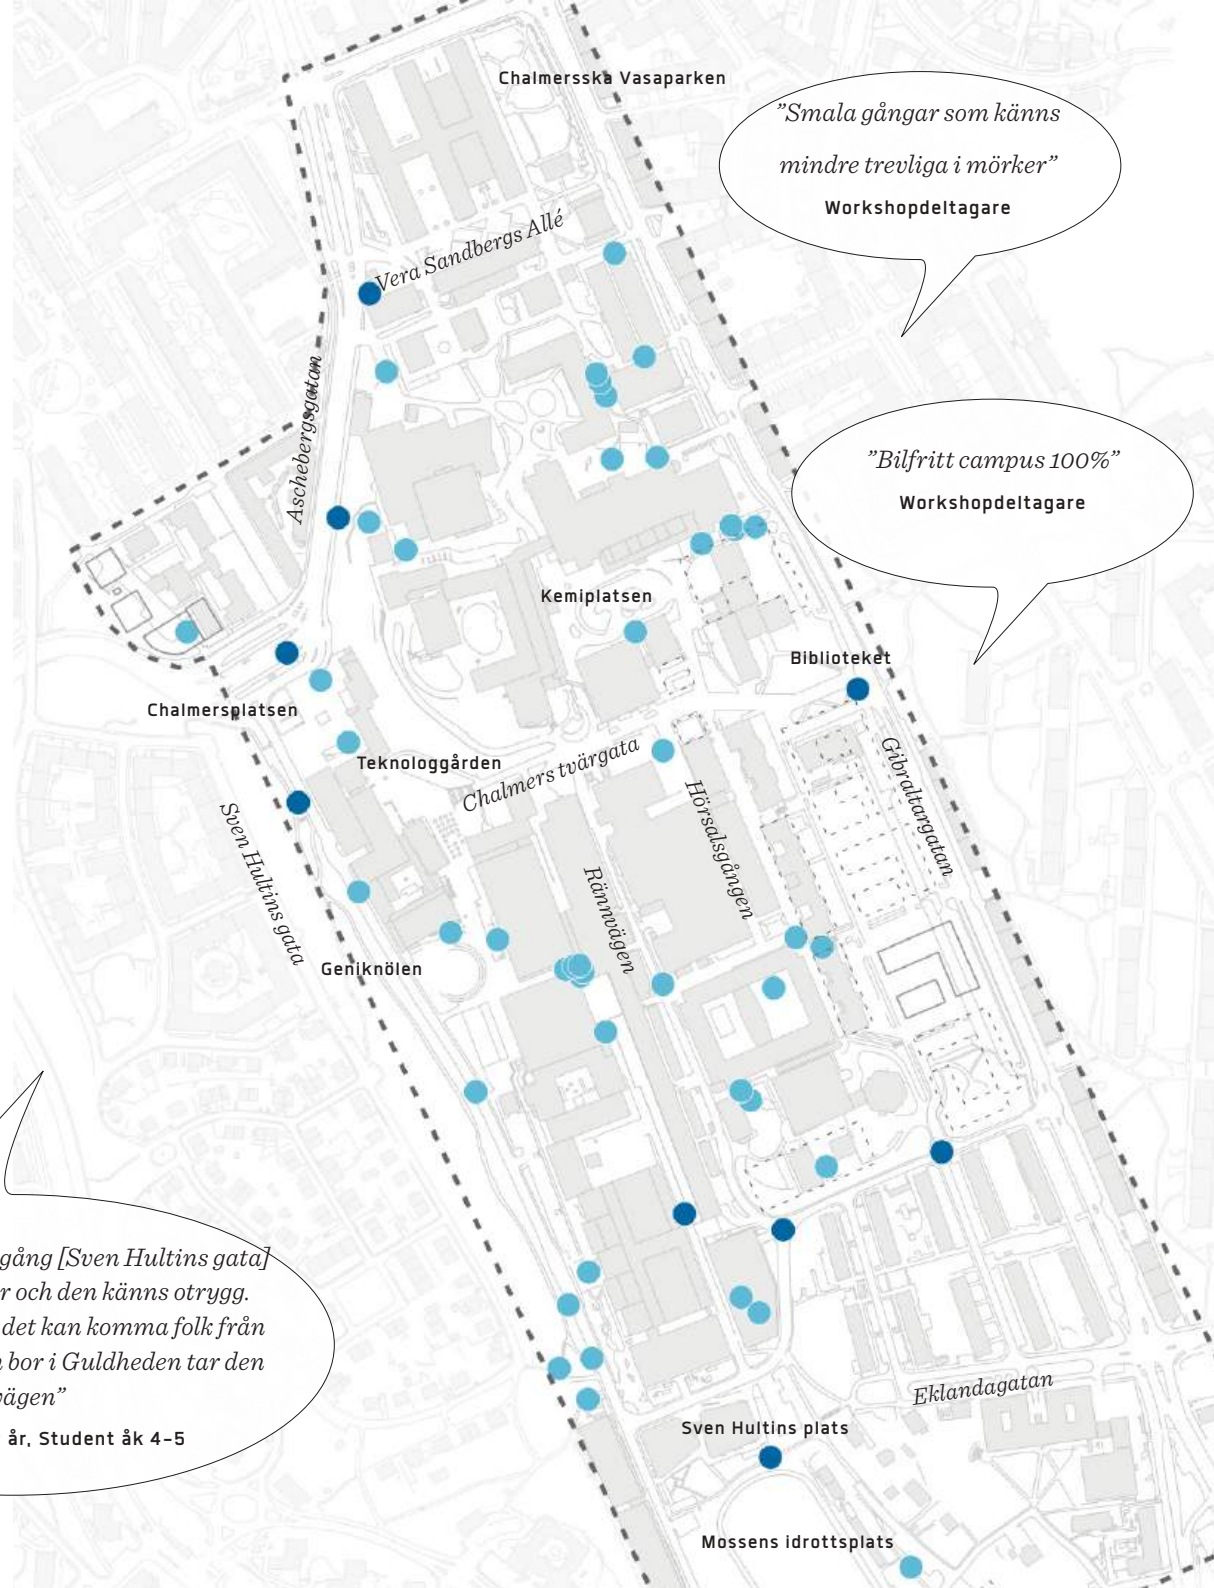 Chalmersska Vasaparken
”Smala gångar som känns
mindre trevliga i mörker”
Workshopdeltagare
Vera Sandbergs Allé
Aschebergsgatan
”Bilfritt campus 100%”
Workshopdeltagare
Kemiplatsen
Biblioteket
Chalmersplatsen
Teknologgården
Chalmers tvärgata
Gibraltargatan
Hörsalsgången
Sven Hultins gata
Rännvägen
Geniknölen
gång [Sven Hultins gata]
r och den känns otrygg.
det kan komma folk från
bor i Guldheden tar den
vägen”
år, Student åk 4-5
Eklandagatan
Sven Hultins plats
Mossens idrottsplats